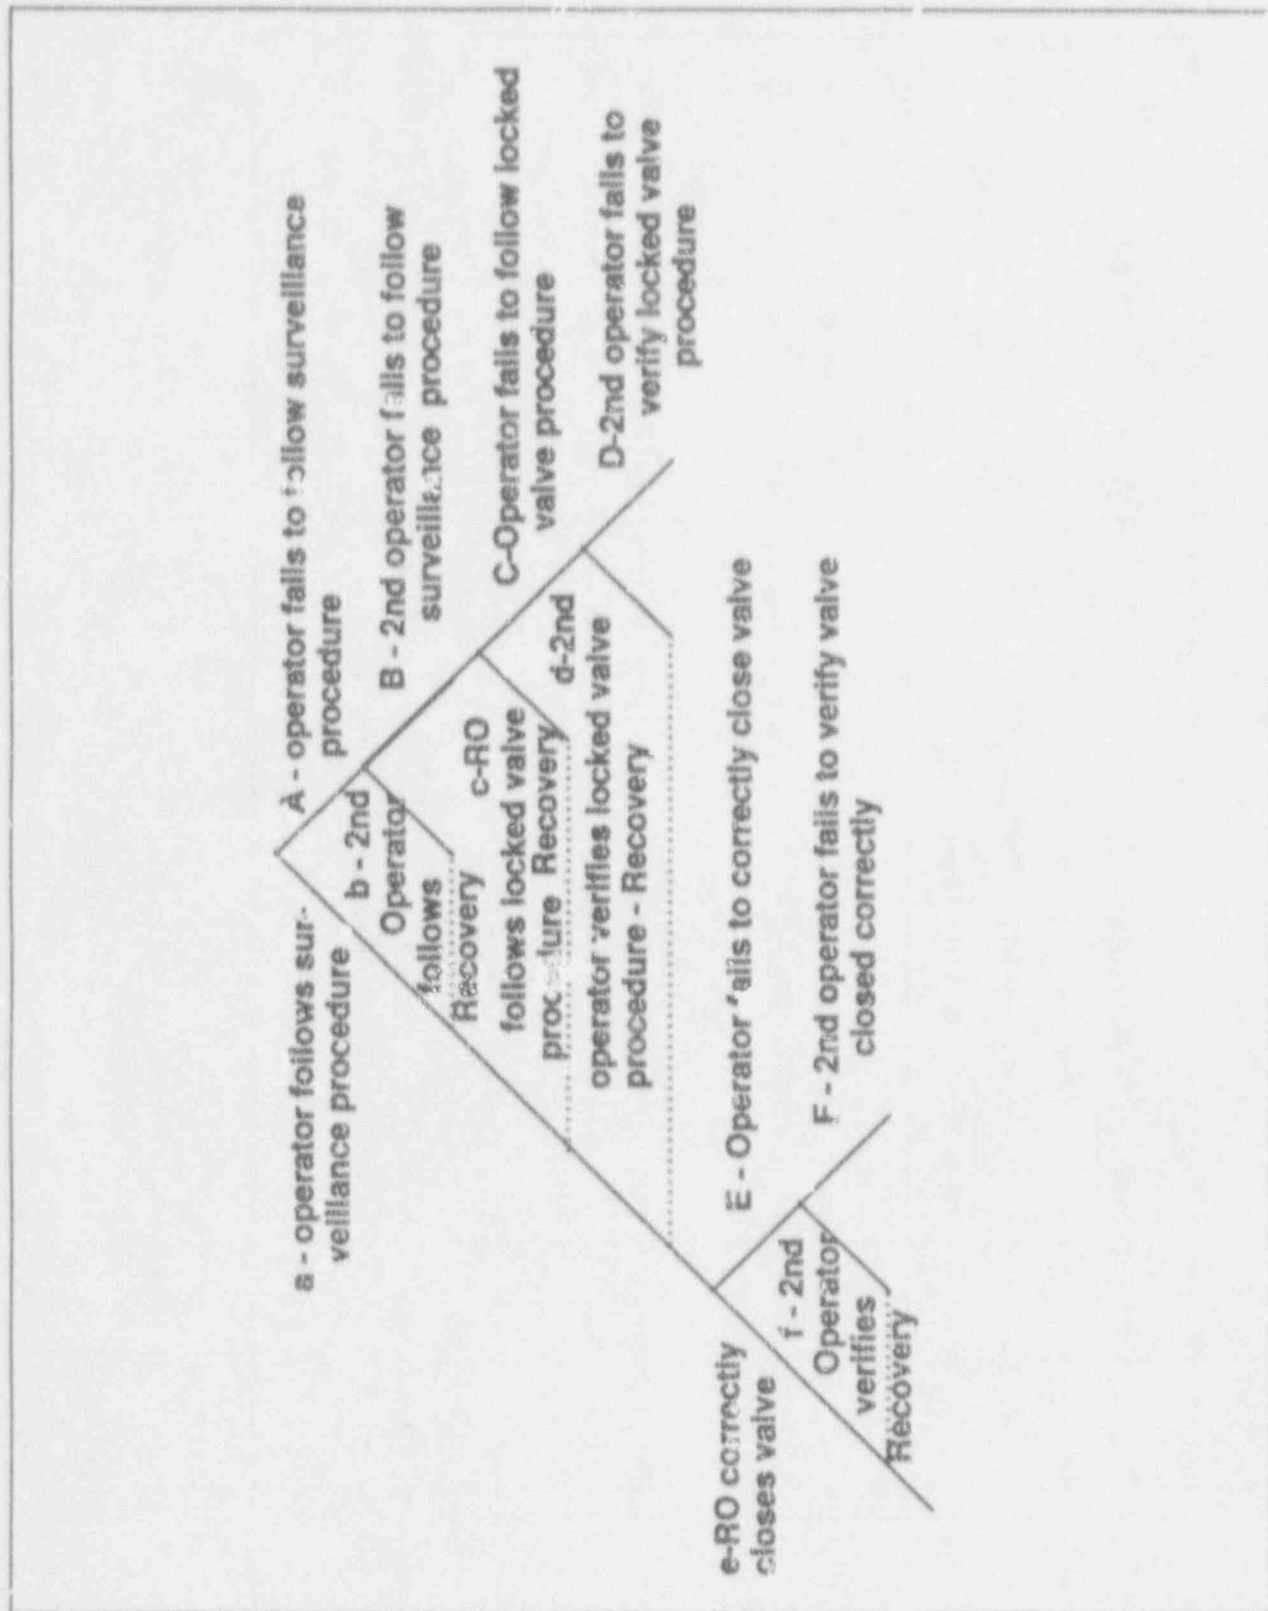 a - operator follows sur-
veillance procedure
A - operator fails to follow surveillance
procedure
b - 2nd
Operator
follows
Recovery
B - 2nd operator fails to follow
surveillance procedure
c-RO
follows locked valve
procedure Recovery
C-Operator fails to follow locked
valve procedure
d-2nd
operator verifies locked valve
procedure - Recovery
D-2nd operator fails to
verify locked valve
procedure
e-RO correctly
closes valve
E - Operator fails to correctly close valve
f - 2nd
Operator
verifies
Recovery
F - 2nd operator fails to verify valve
closed correctly